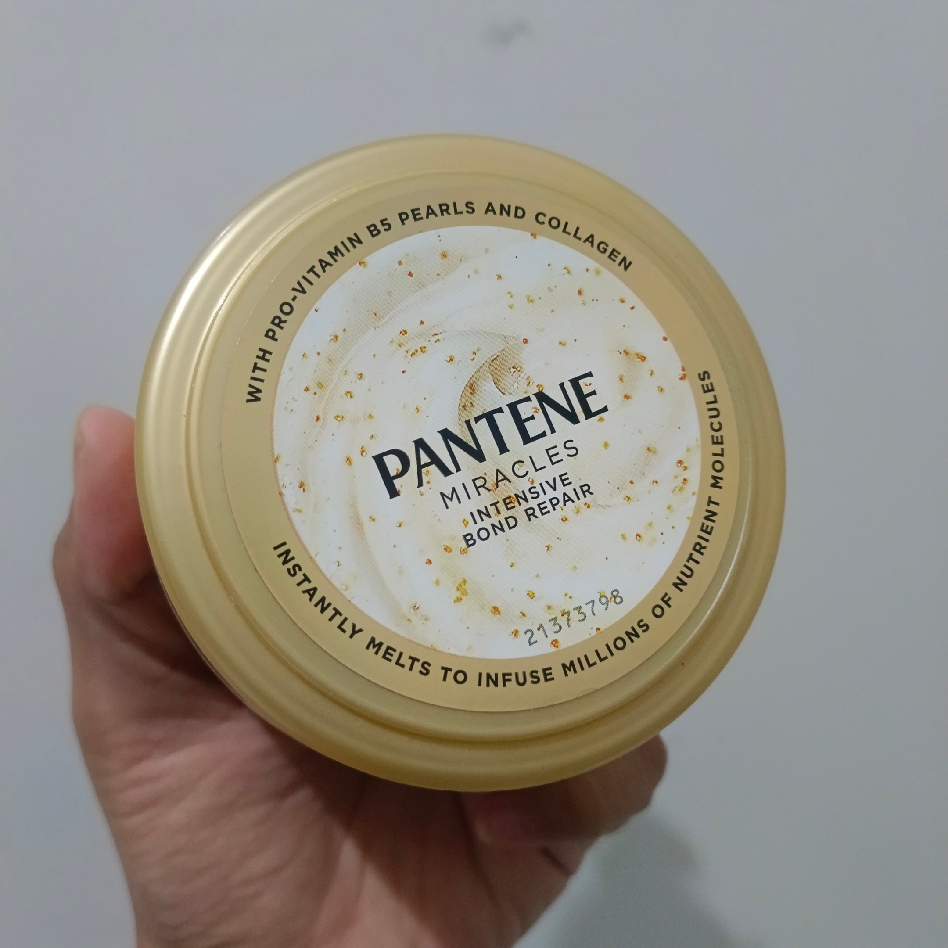 WITH PRO-VITAMIN B5 PEARLS AND COLLAGEN
PANTENE
MIRACLES
INTENSIVE
BOND REPAIR
21373798
INSTANTLY MELTS TO INFUSE MILLIONS OF NUTRIENT MOLECULES